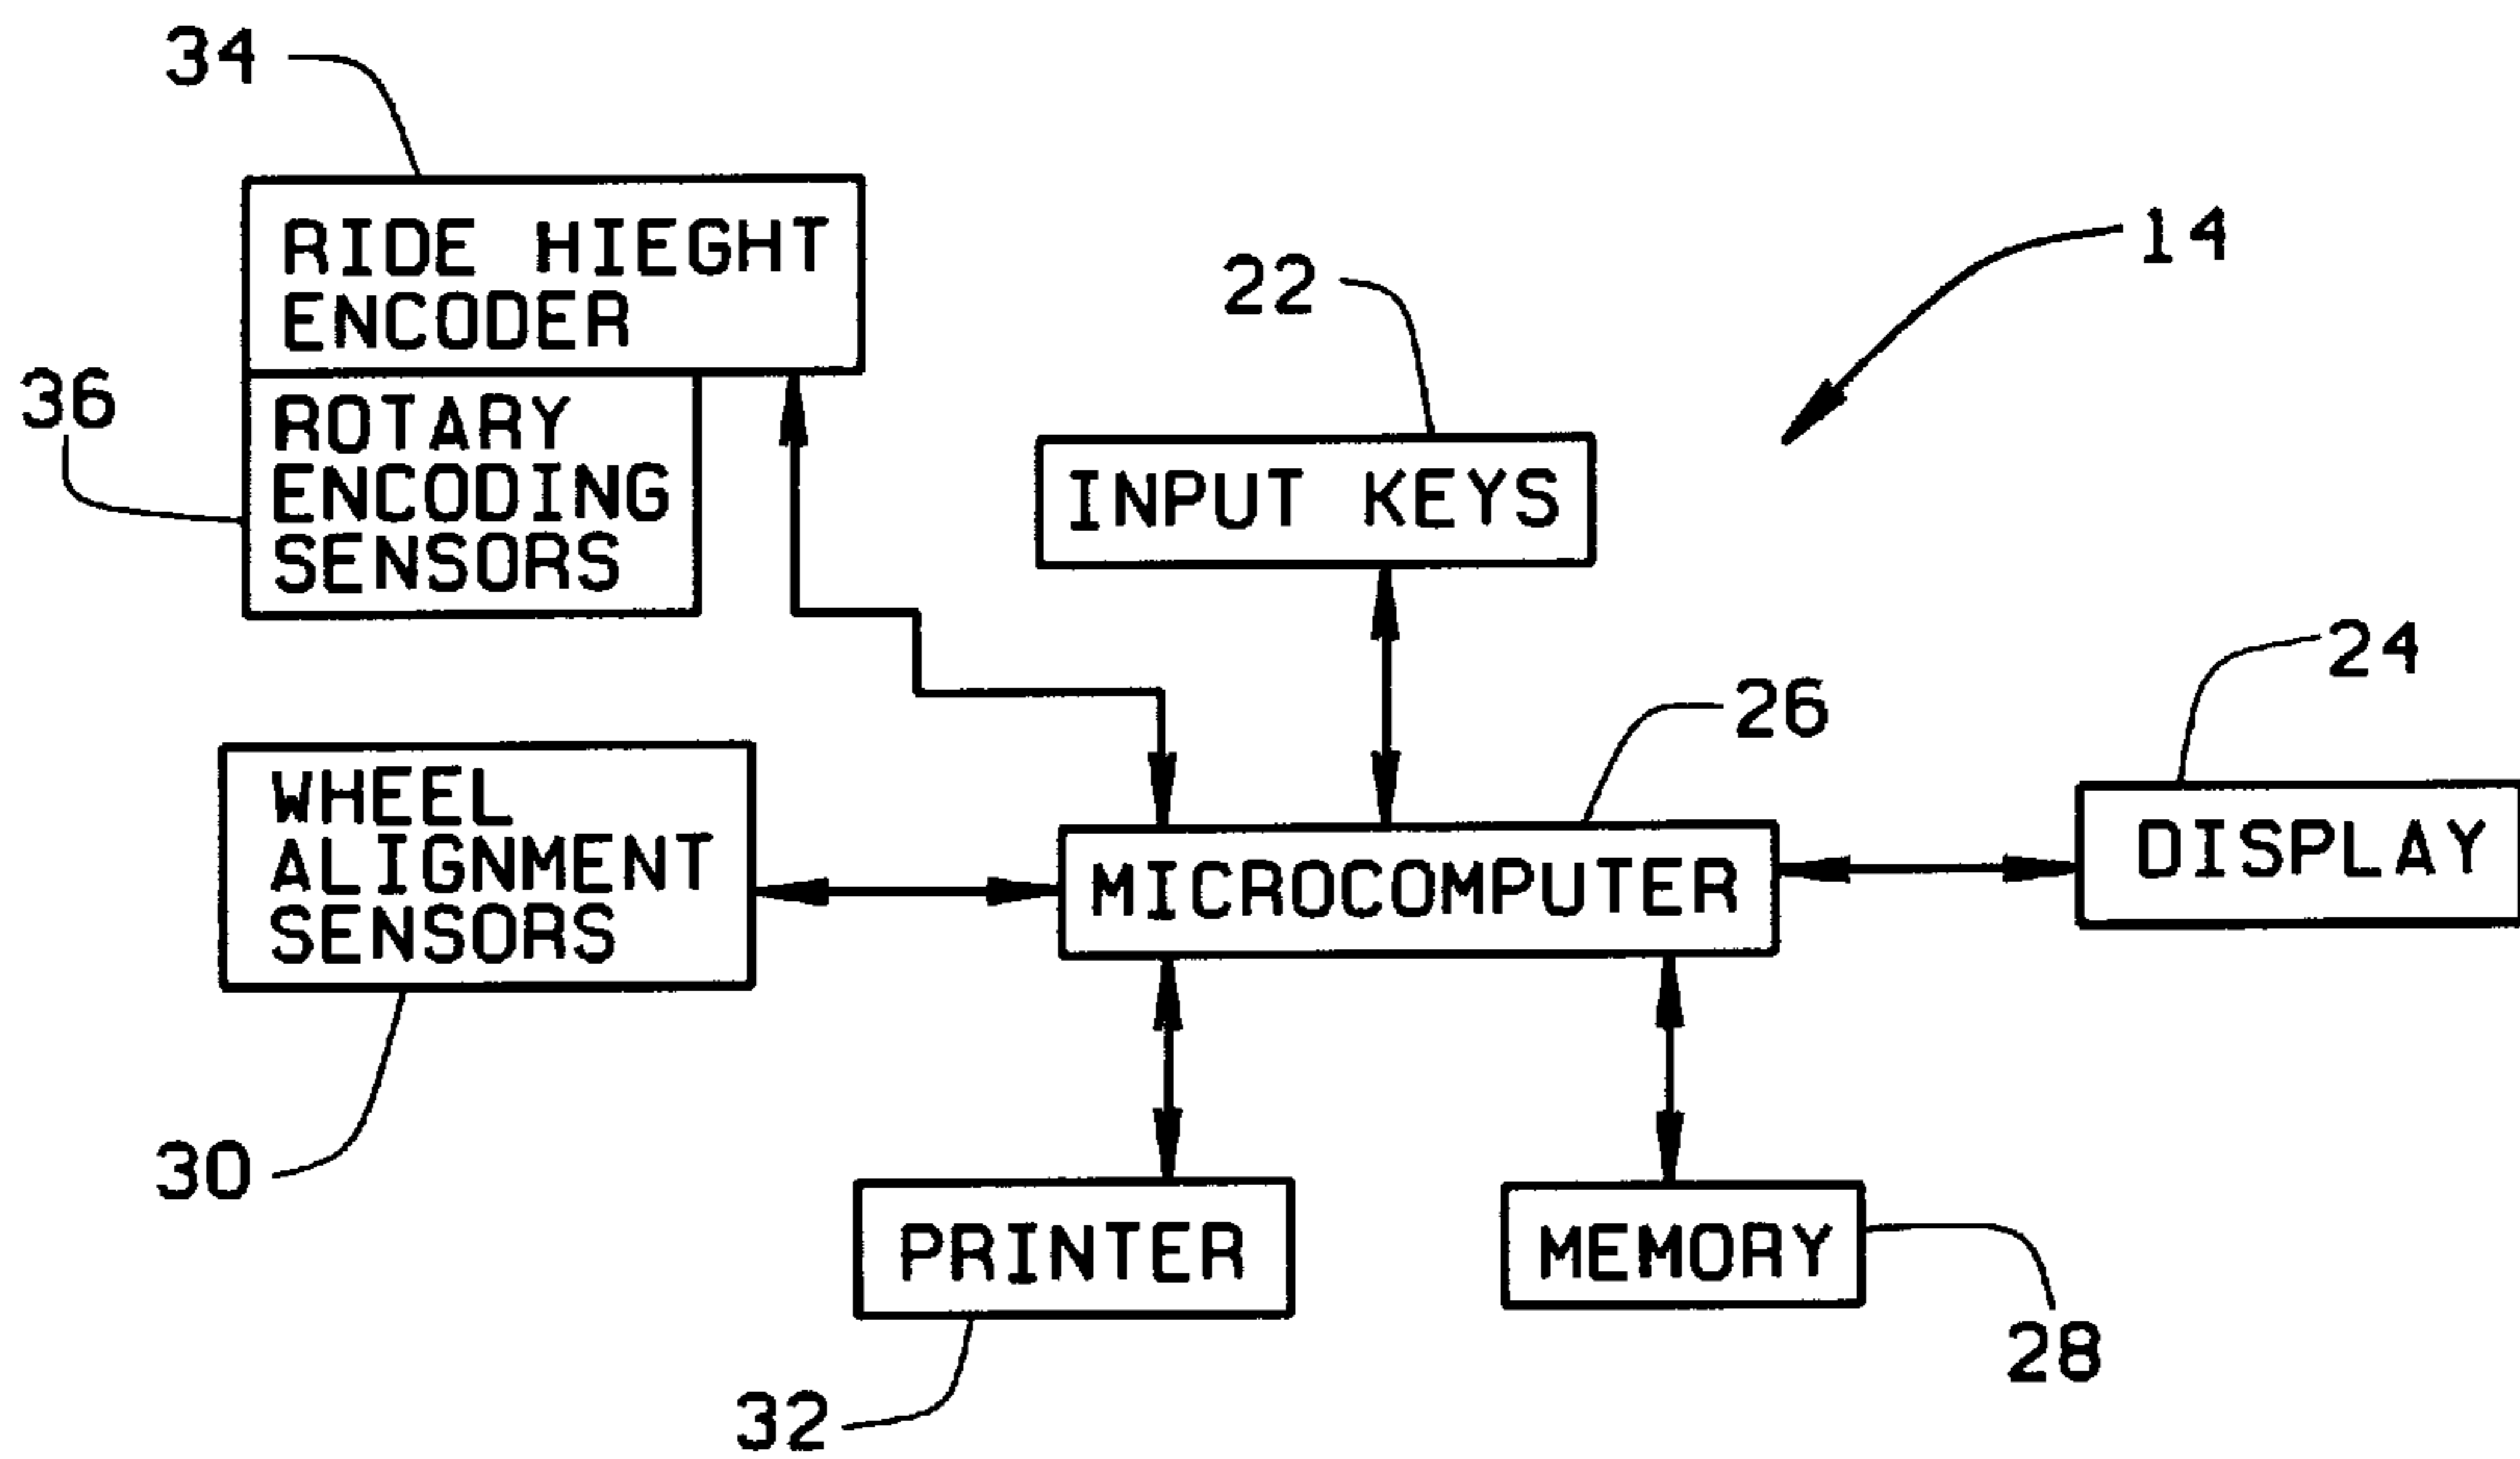 34
RIDE HIEGHT
ENCODER
36
ROTARY
ENCODING
SENSORS
22
INPUT KEYS
14
24
26
WHEEL
ALIGNMENT
SENSORS
MICROCOMPUTER
DISPLAY
30
PRINTER
MEMORY
28
32